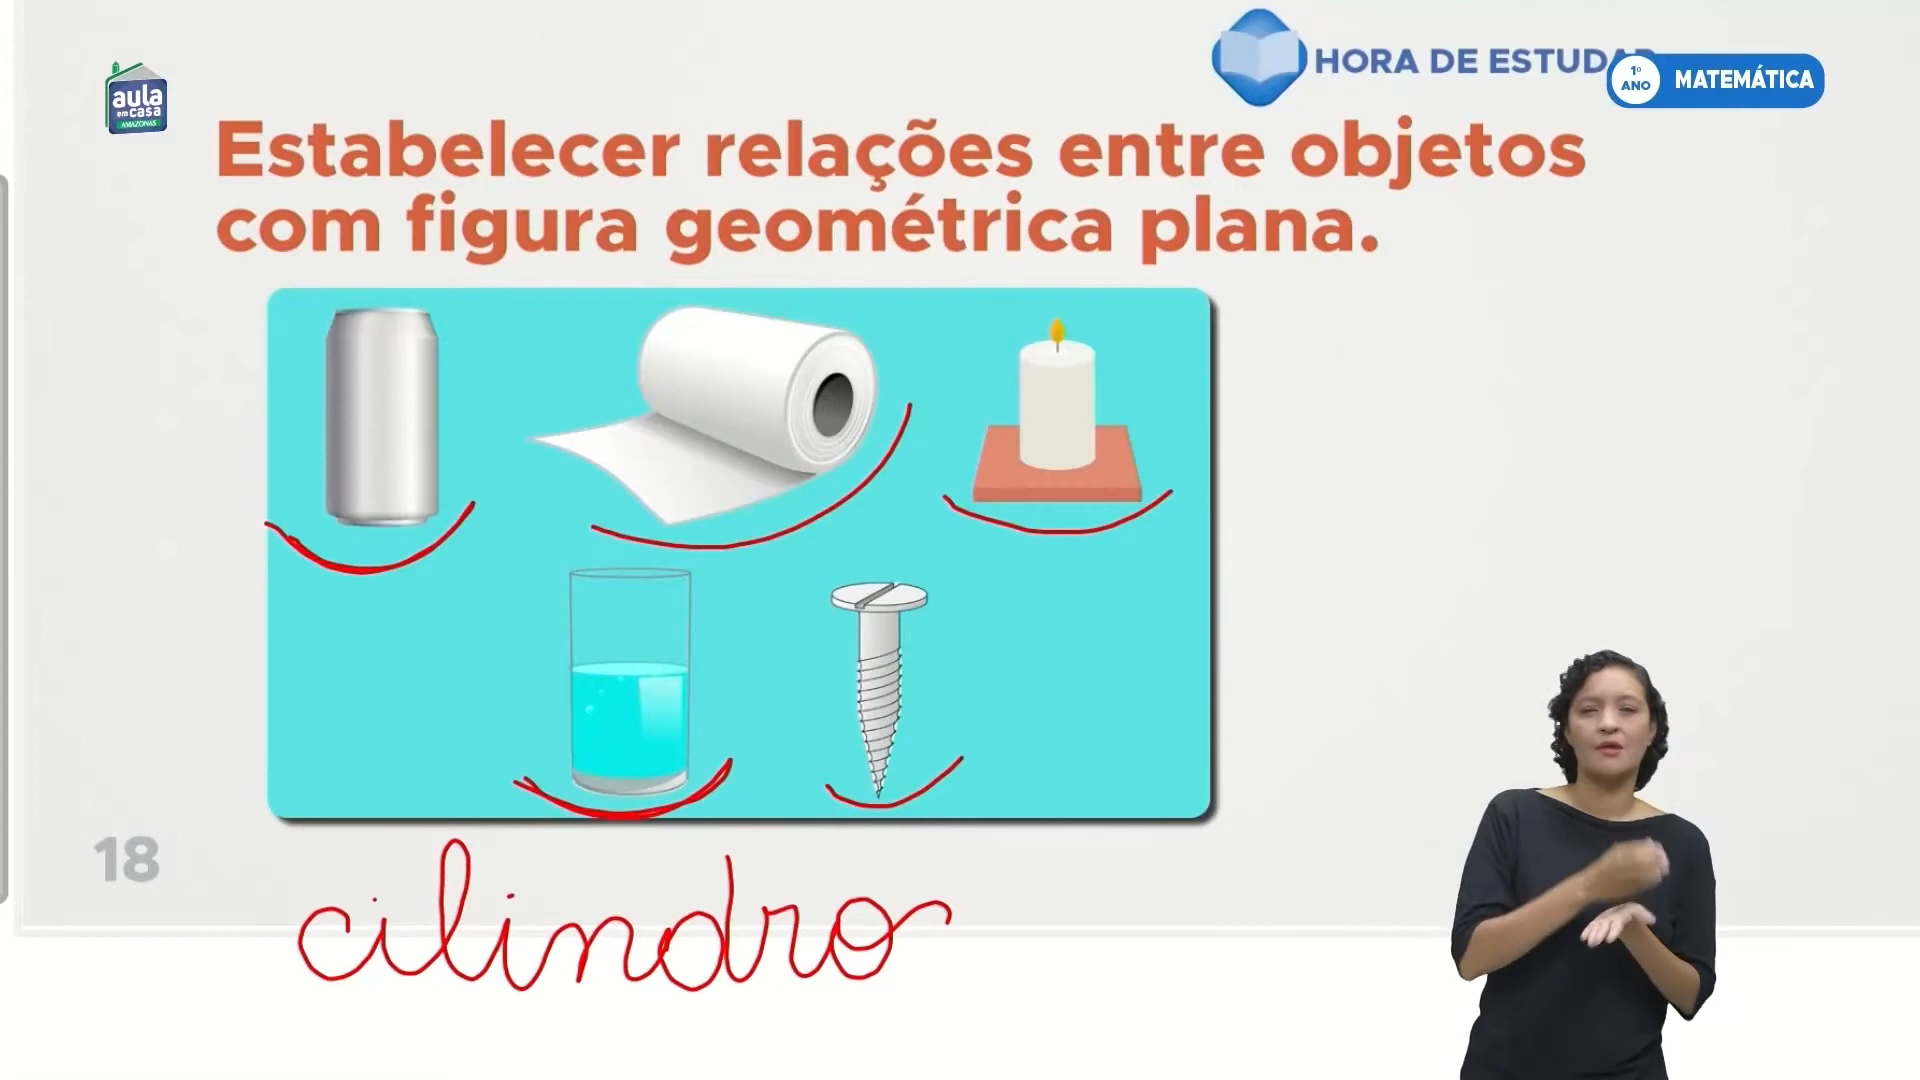 HORA DE ESTUDAR
1º ANO MATEMÁTICA
aula
em casa
AMAZONAS
Estabelecer relações entre objetos
com figura geométrica plana.
18
cilindro